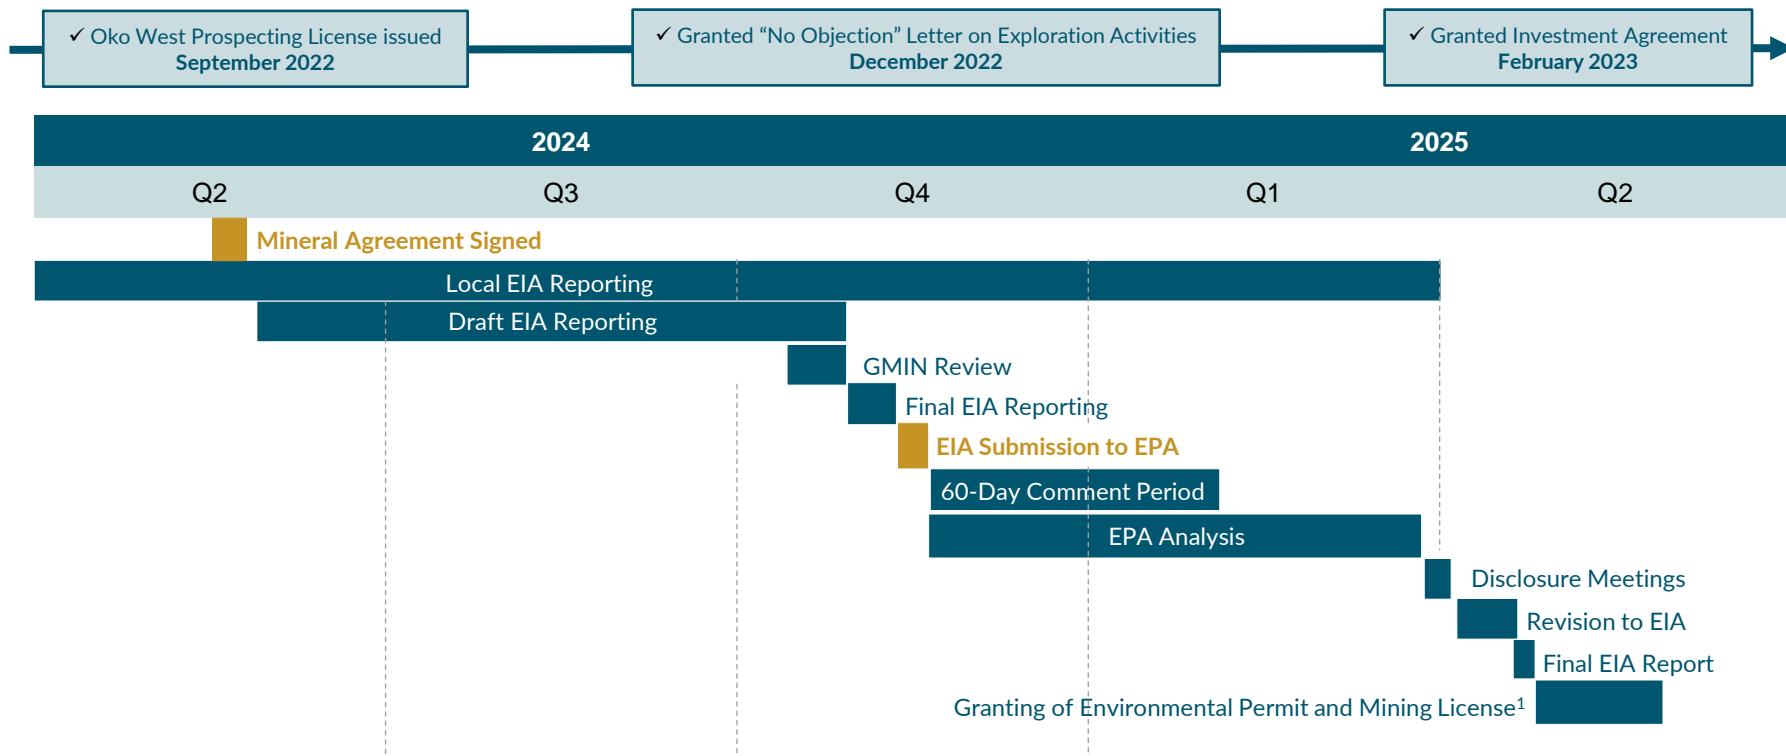 ✓ Oko West Prospecting License issued
September 2022
✓ Granted “No Objection” Letter on Exploration Activities
December 2022
✓ Granted Investment Agreement
February 2023
2024
2025
Q2
Q3
Q4
Q1
Q2
Mineral Agreement Signed
Local EIA Reporting
Draft EIA Reporting
GMIN Review
Final EIA Reporting
EIA Submission to EPA
60-Day Comment Period
EPA Analysis
Disclosure Meetings
Revision to EIA
Final EIA Report
Granting of Environmental Permit and Mining License¹